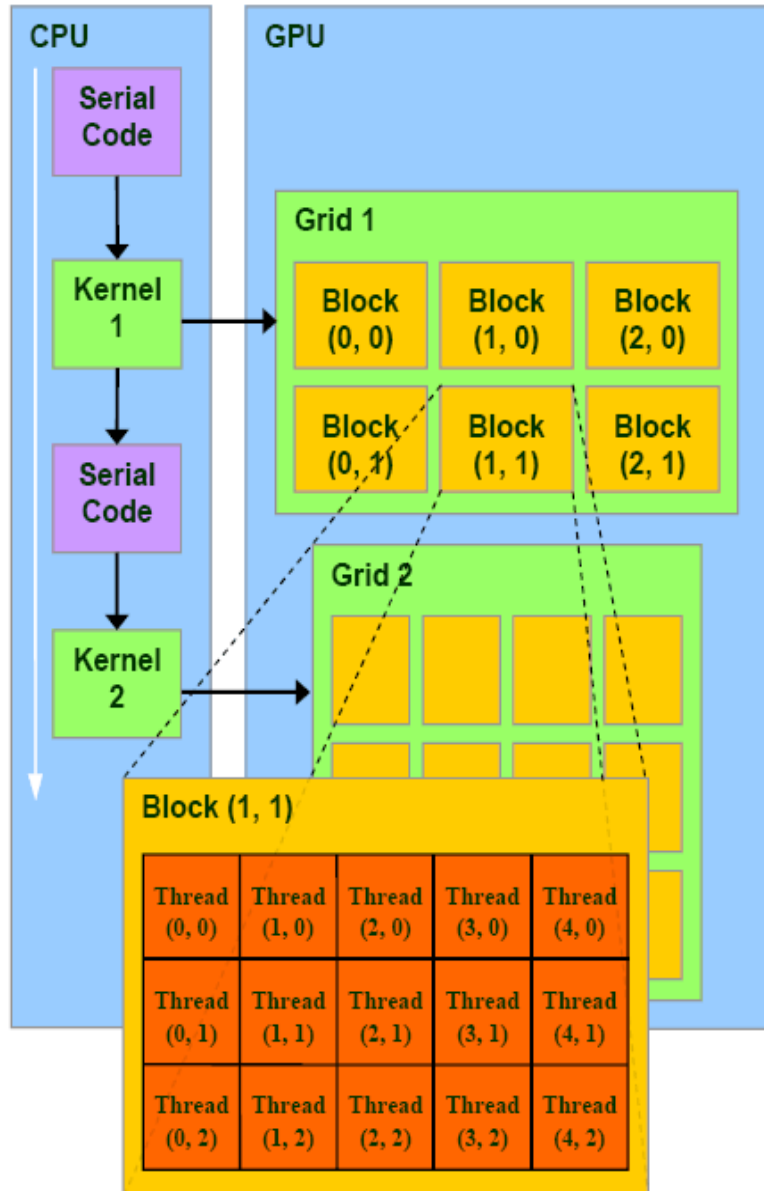 CPU
GPU
Serial
Code
Grid 1
Kernel
1
Block
(0, 0)
Block
(1, 0)
Block
(2, 0)
Block
(0, 1)
Block
(1, 1)
Block
(2, 1)
Serial
Code
Grid 2
Kernel
2
Block (1, 1)
Thread
(0, 0)
Thread
(1, 0)
Thread
(2, 0)
Thread
(3, 0)
Thread
(4, 0)
Thread
(0, 1)
Thread
(1, 1)
Thread
(2, 1)
Thread
(3, 1)
Thread
(4, 1)
Thread
(0, 2)
Thread
(1, 2)
Thread
(2, 2)
Thread
(3, 2)
Thread
(4, 2)